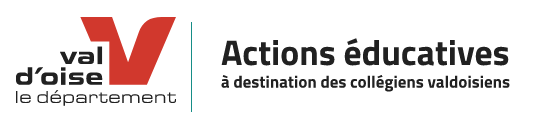 val
d'oise
le département
Actions éducatives
à destination des collégiens valdoisiens